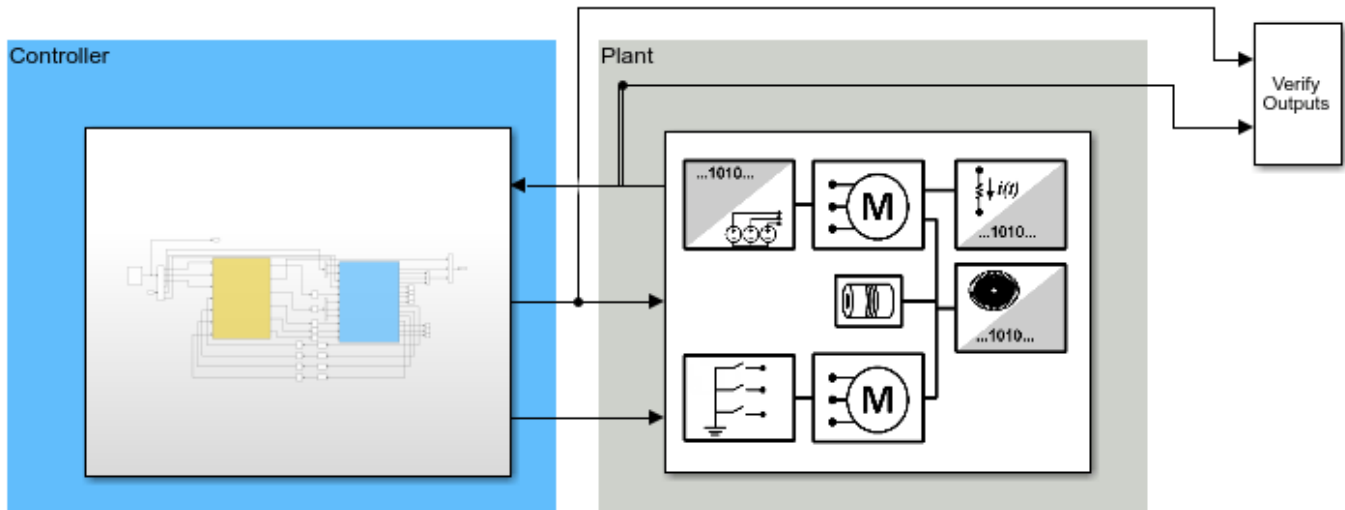 Controller
Plant
Verify
Outputs
...1010...
M
i(t)
...1010...
...1010...
M